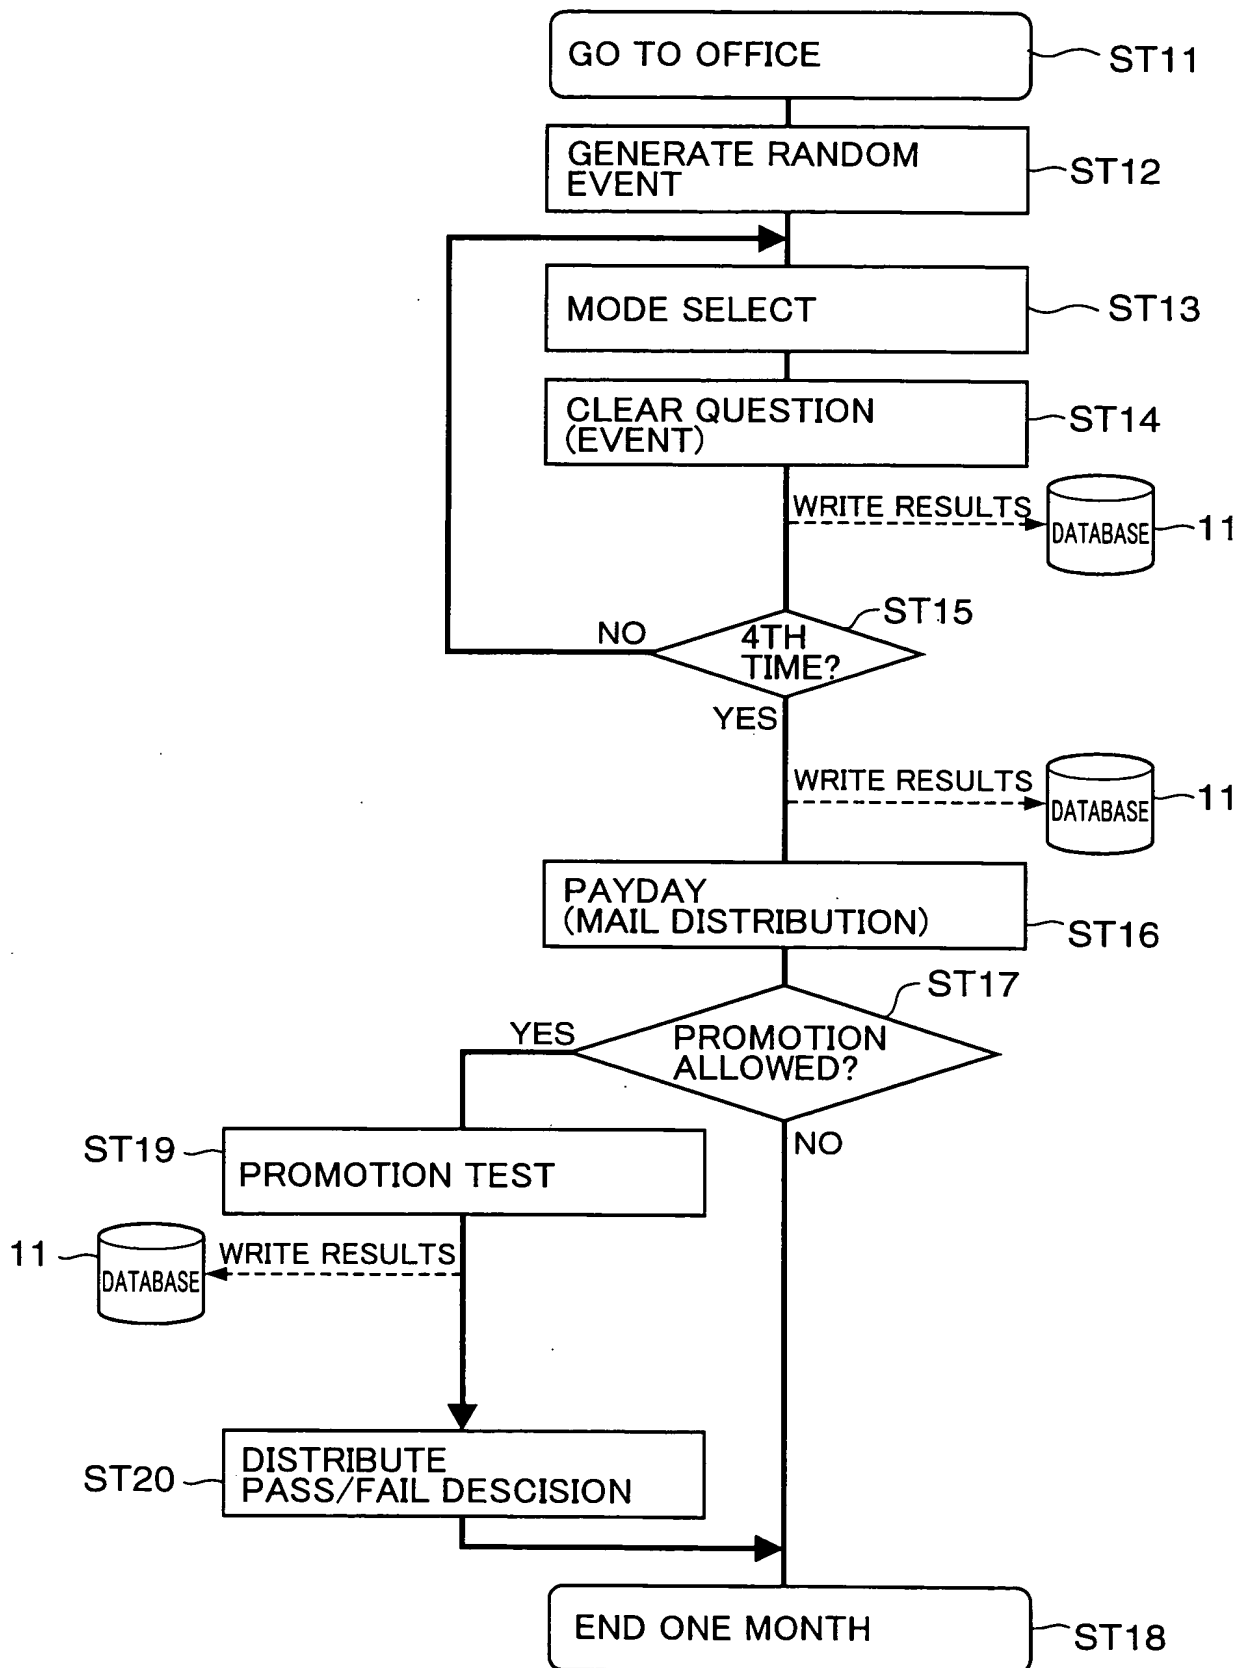 GO TO OFFICE
ST11
GENERATE RANDOM
EVENT
ST12
MODE SELECT
ST13
CLEAR QUESTION
(EVENT)
ST14
WRITE RESULTS
DATABASE
11
ST15
NO
4TH
TIME?
YES
WRITE RESULTS
DATABASE
11
PAYDAY
(MAIL DISTRIBUTION)
ST16
ST17
YES
PROMOTION
ALLOWED?
NO
ST19
PROMOTION TEST
11
DATABASE
WRITE RESULTS
ST20
DISTRIBUTE
PASS/FAIL DESCISION
END ONE MONTH
ST18